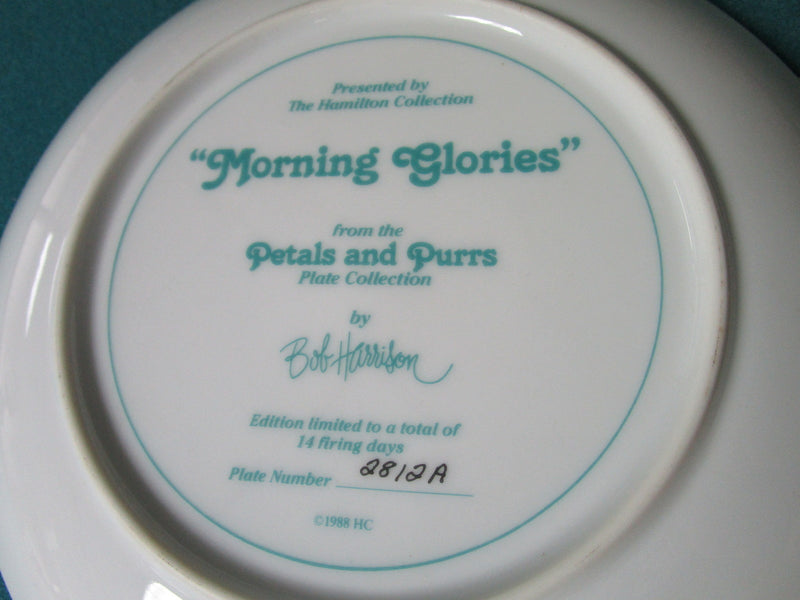 Presented by
The Hamilton Collection
"Morning Glories"
from the
Petals and Purrs
Plate Collection
by
Bob Harrison
Edition limited to a total of
14 firing days
Plate Number 2812A
©1988 HC